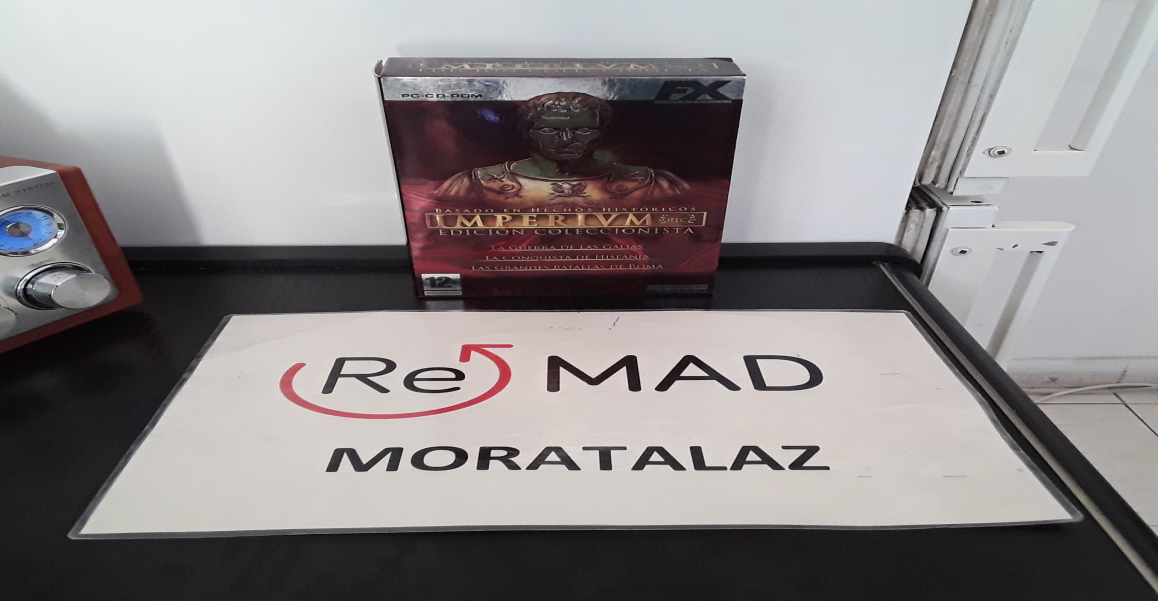 IMPERIVM
PC CD-ROM
FX
BASADO EN HECHOS HISTÓRICOS
IMPERIVM
EDICIÓN COLECCIONISTA
LA GUERRA DE LAS GALIAS
LA CONQUISTA DE HISPANIA
LAS GRANDES BATALLAS DE ROMA
12
Re MAD
MORATALAZ